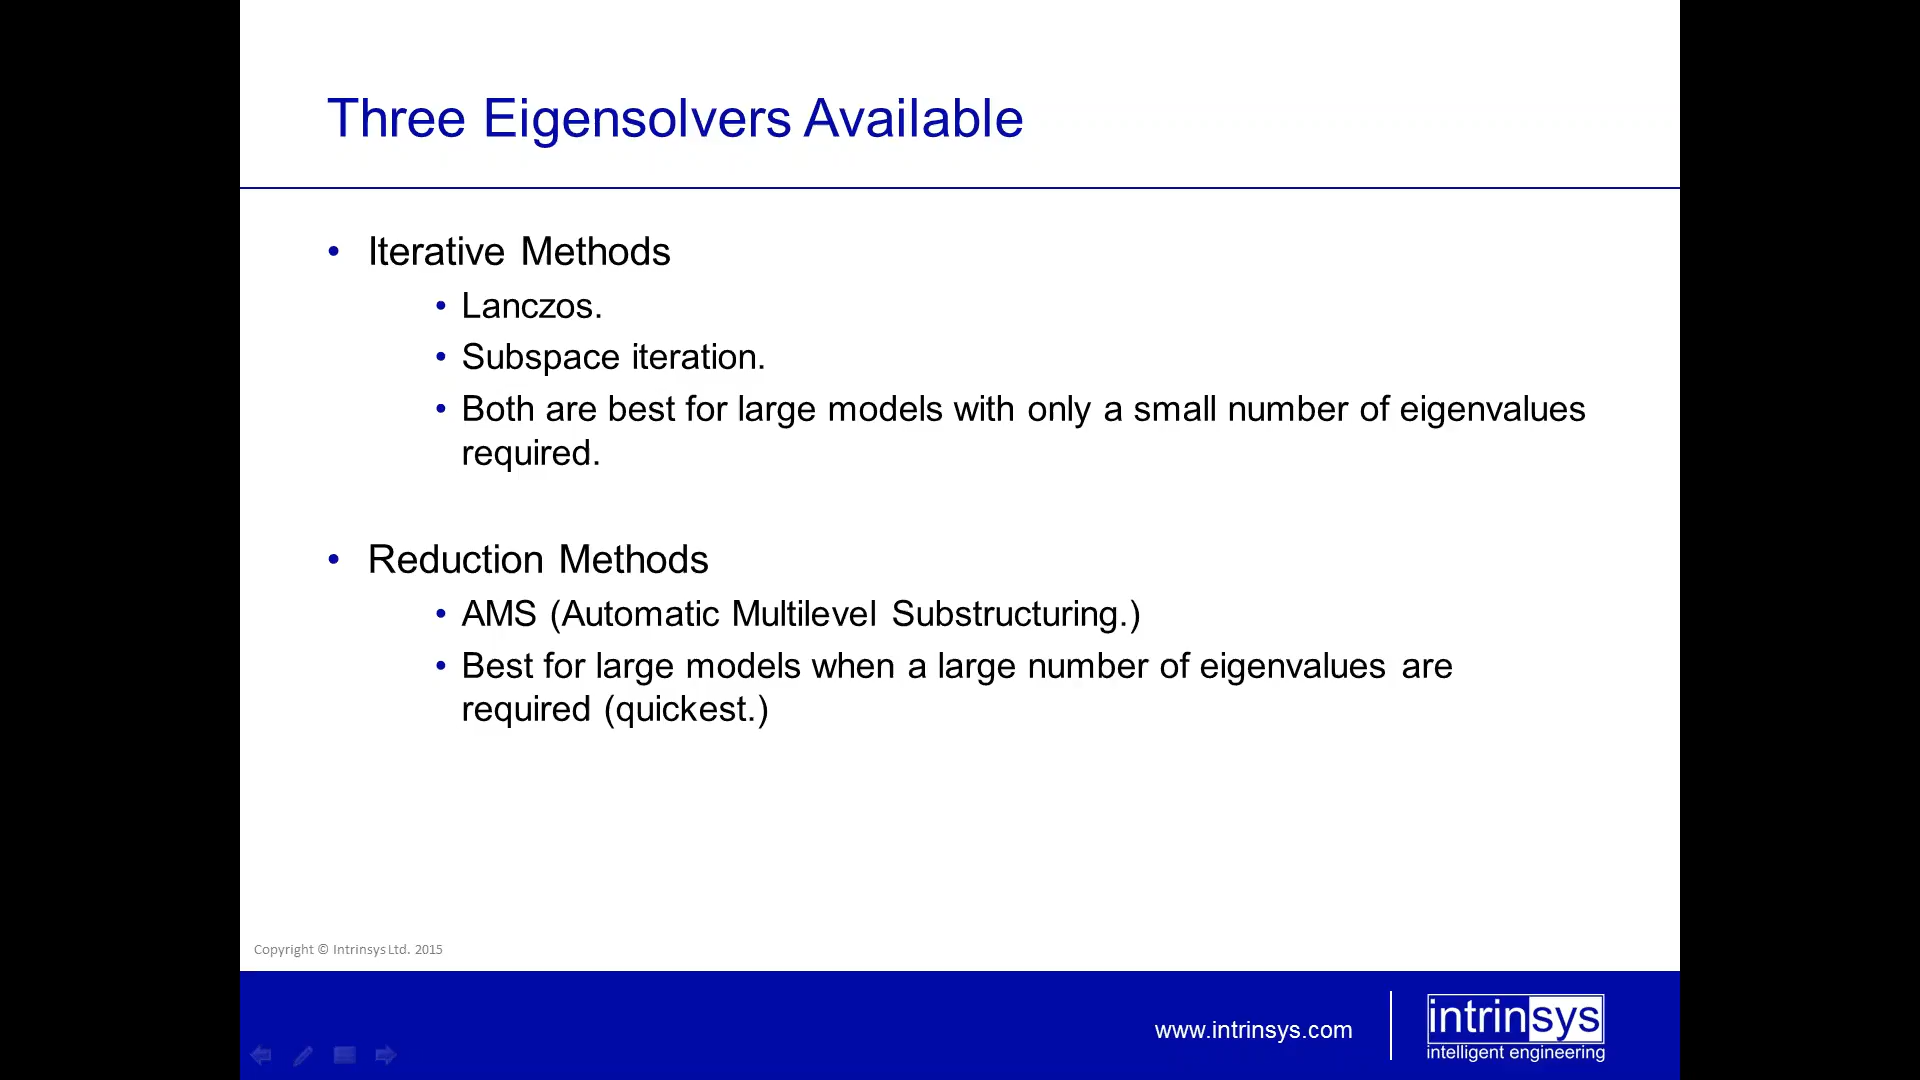 Three Eigensolvers Available
• Iterative Methods
• Lanczos.
• Subspace iteration.
• Both are best for large models with only a small number of eigenvalues
required.
• Reduction Methods
• AMS (Automatic Multilevel Substructuring.)
• Best for large models when a large number of eigenvalues are
required (quickest.)
Copyright © Intrinsys Ltd. 2015
www.intrinsys.com
intrinsys
intelligent engineering